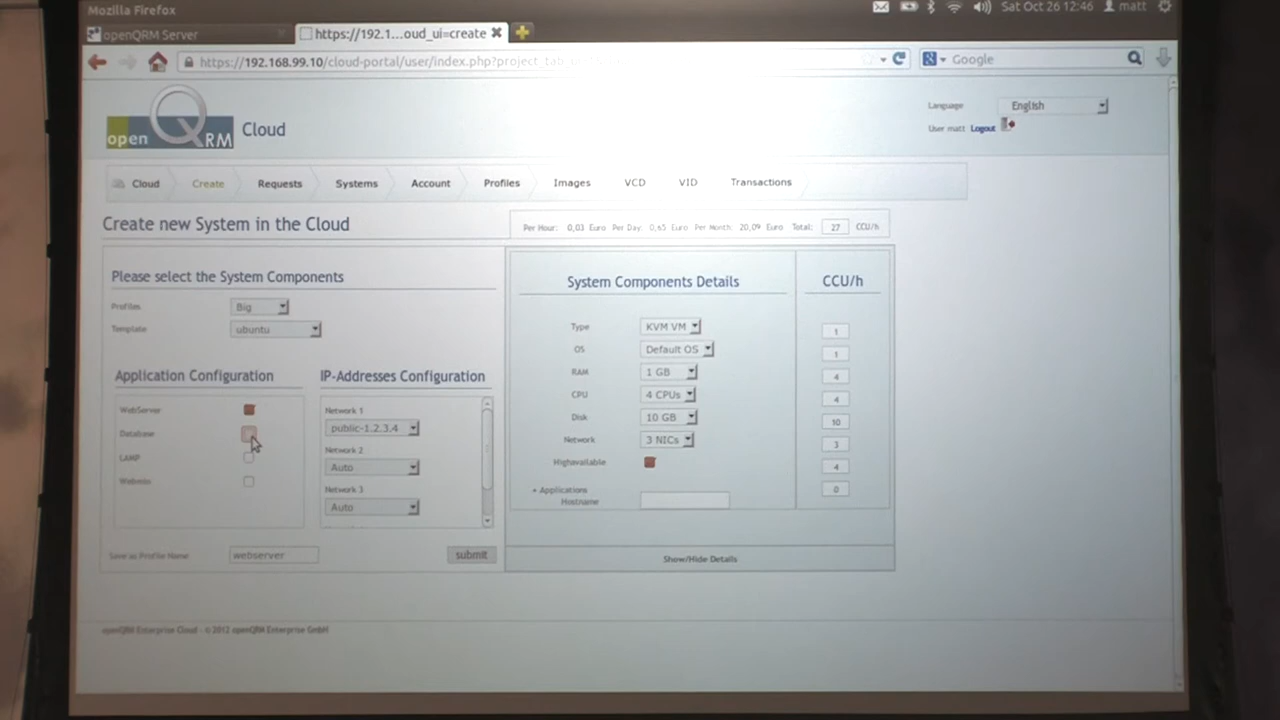 Mozilla Firefox
Sat Oct 26 12:46 matt
openQRM Server
https://192.1...oud_ui=create
https://192.168.99.10/cloud-portal/user/index.php?project_tab_
Google
open QRM Cloud
Language English
User matt Logout
Cloud Create Requests Systems Account Profiles Images VCD VID Transactions
Create new System in the Cloud
Per Hour: 0,03 Euro Per Day: 0,65 Euro Per Month: 20,09 Euro Total: 27 CCU/h
Please select the System Components
Profiles Big
Template ubuntu
Application Configuration
WebServer
Database
LAMP
Webmin
IP-Addresses Configuration
Network 1
public-1.2.3.4
Network 2
Auto
Network 3
Auto
Save as Profile Name webserver submit
System Components Details CCU/h
Type KVM VM 1
OS Default OS 1
RAM 1 GB 4
CPU 4 CPUs 4
Disk 10 GB 10
Network 3 NICs 3
Highavailable 4
+ Applications 0
Hostname
Show/Hide Details
openQRM Enterprise Cloud - © 2012 openQRM Enterprise GmbH